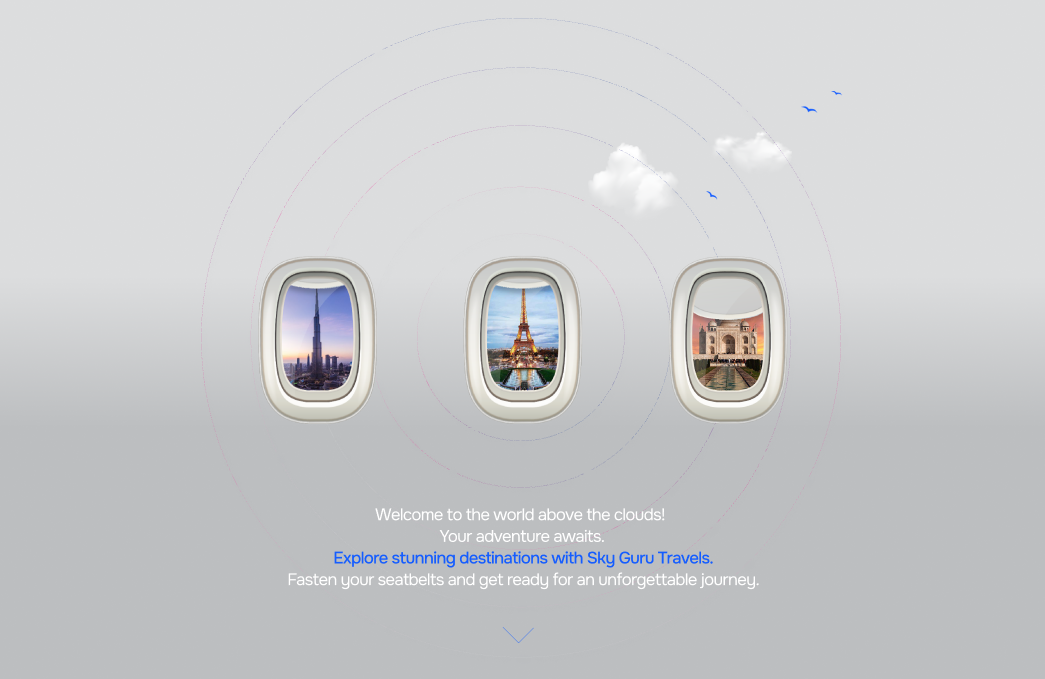 Welcome to the world above the clouds!
Your adventure awaits.
Explore stunning destinations with Sky Guru Travels.
Fasten your seatbelts and get ready for an unforgettable journey.